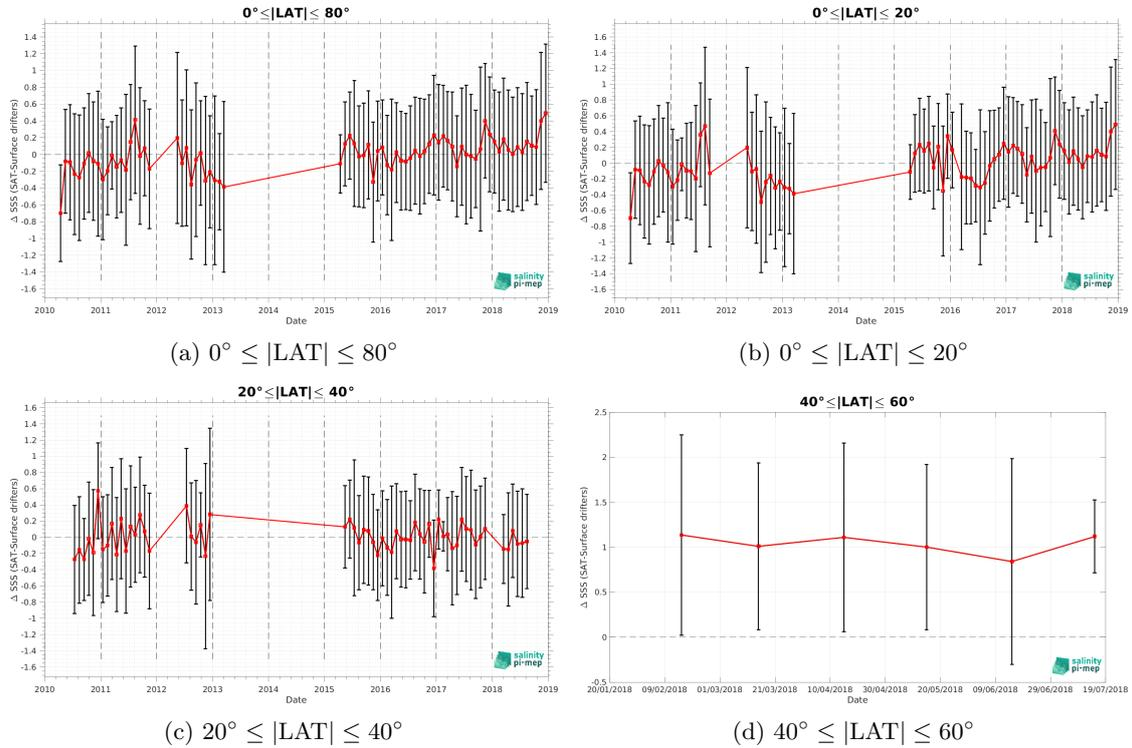 0°≤|LAT|≤ 80°
1.4
1.2
1
0.8
0.6
0.4
0.2
0
-0.2
-0.4
-0.6
-0.8
-1
-1.2
-1.4
-1.6
Δ SSS (SAT-Surface drifters)
2010 2011 2012 2013 2014 2015 2016 2017 2018 2019
Date
salinity
pi-mep
(a) 0° ≤ |LAT| ≤ 80°
0°≤|LAT|≤ 20°
1.6
1.4
1.2
1
0.8
0.6
0.4
0.2
0
-0.2
-0.4
-0.6
-0.8
-1
-1.2
-1.4
-1.6
Δ SSS (SAT-Surface drifters)
2010 2011 2012 2013 2014 2015 2016 2017 2018 2019
Date
salinity
pi-mep
(b) 0° ≤ |LAT| ≤ 20°
20°≤|LAT|≤ 40°
1.6
1.4
1.2
1
0.8
0.6
0.4
0.2
0
-0.2
-0.4
-0.6
-0.8
-1
-1.2
-1.4
-1.6
Δ SSS (SAT-Surface drifters)
2010 2011 2012 2013 2014 2015 2016 2017 2018 2019
Date
salinity
pi-mep
(c) 20° ≤ |LAT| ≤ 40°
40°≤|LAT|≤ 60°
2.5
2
1.5
1
0.5
0
-0.5
Δ SSS (SAT-Surface drifters)
20/01/2018 09/02/2018 01/03/2018 21/03/2018 10/04/2018 30/04/2018 20/05/2018 09/06/2018 29/06/2018 19/07/2018
Date
salinity
pi-mep
(d) 40° ≤ |LAT| ≤ 60°